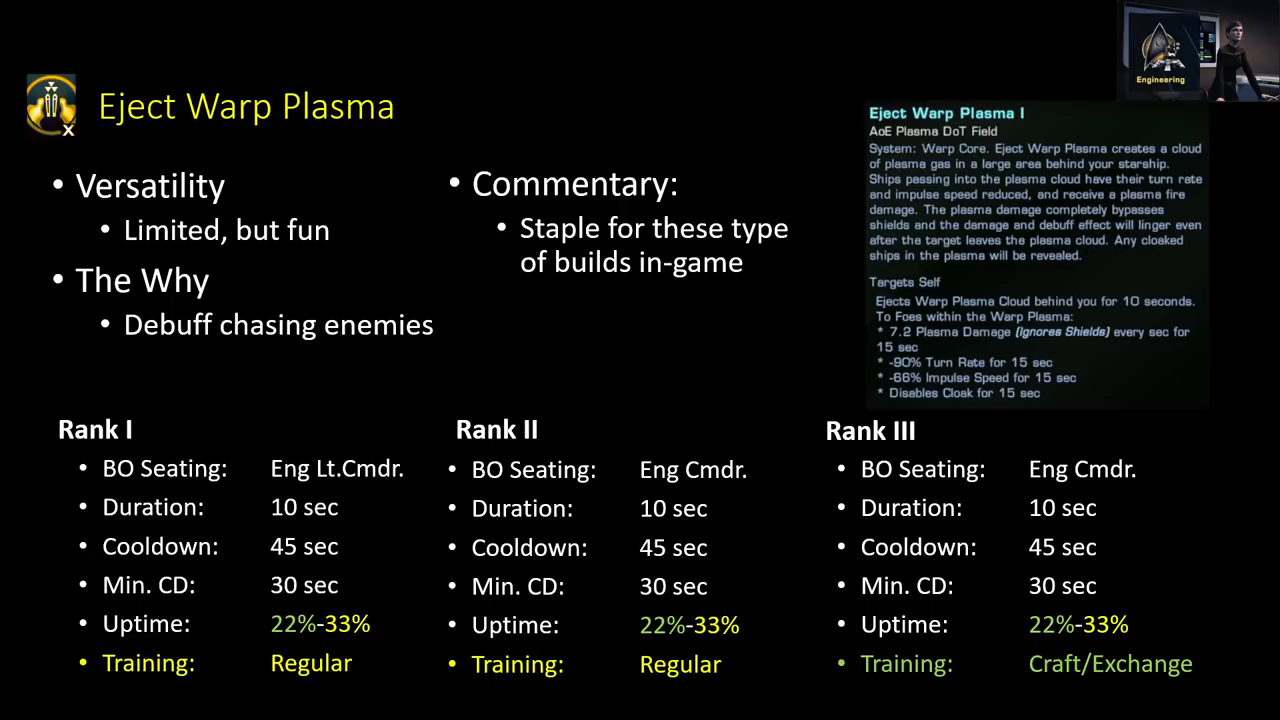 Engineering
Eject Warp Plasma
X
• Versatility
• Limited, but fun
• The Why
• Debuff chasing enemies
• Commentary:
• Staple for these type
of builds in-game
Eject Warp Plasma I
AoE Plasma DoT Field
System: Warp Core. Eject Warp Plasma creates a cloud
of plasma gas in a large area behind your starship.
Ships passing into the plasma cloud have their turn rate
and impulse speed reduced, and receive a plasma fire
damage. The plasma damage completely bypasses
shields and the damage and debuff effect will linger even
after the target leaves the plasma cloud. Any cloaked
ships in the plasma will be revealed.
Targets Self
Ejects Warp Plasma Cloud behind you for 10 seconds.
To Foes within the Warp Plasma:
* 7.2 Plasma Damage (Ignores Shields) every sec for
15 sec
* -90% Turn Rate for 15 sec
* -66% Impulse Speed for 15 sec
* Disables Cloak for 15 sec
Rank I
• BO Seating: Eng Lt.Cmdr.
• Duration: 10 sec
• Cooldown: 45 sec
• Min. CD: 30 sec
• Uptime: 22%-33%
• Training: Regular
Rank II
• BO Seating: Eng Cmdr.
• Duration: 10 sec
• Cooldown: 45 sec
• Min. CD: 30 sec
• Uptime: 22%-33%
• Training: Regular
Rank III
• BO Seating: Eng Cmdr.
• Duration: 10 sec
• Cooldown: 45 sec
• Min. CD: 30 sec
• Uptime: 22%-33%
• Training: Craft/Exchange